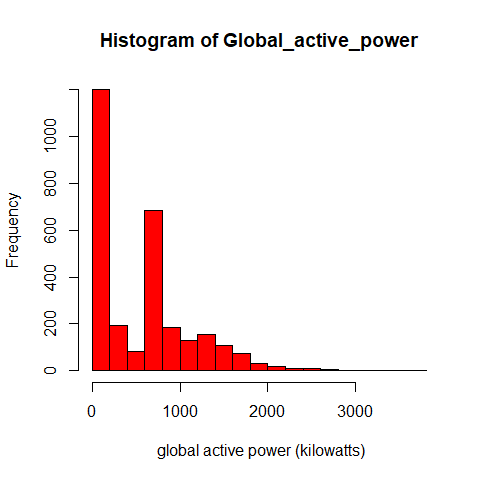 Histogram of Global_active_power
Frequency
0 200 400 600 800 1000
0 1000 2000 3000
global active power (kilowatts)